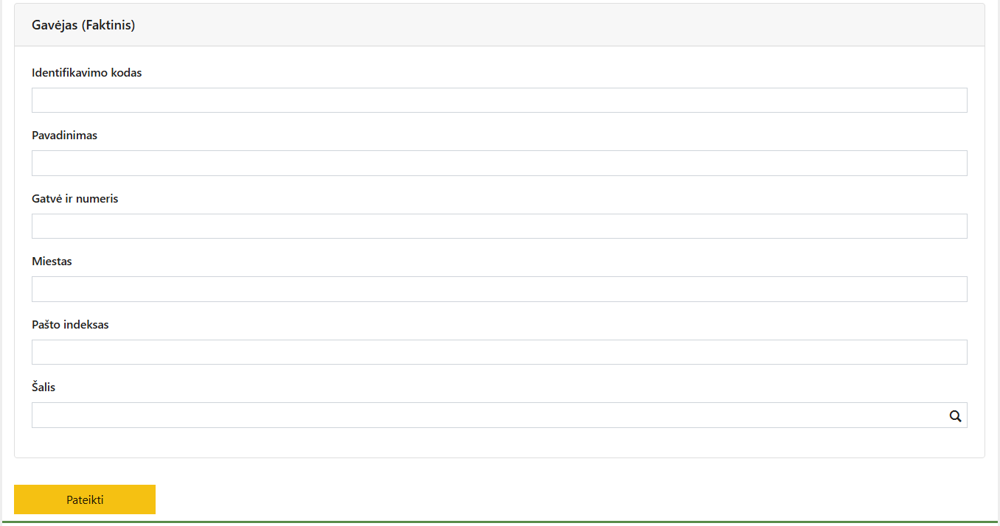 Gavėjas (Faktinis)
Identifikavimo kodas
Pavadinimas
Gatvė ir numeris
Miestas
Pašto indeksas
Šalis
Pateikti